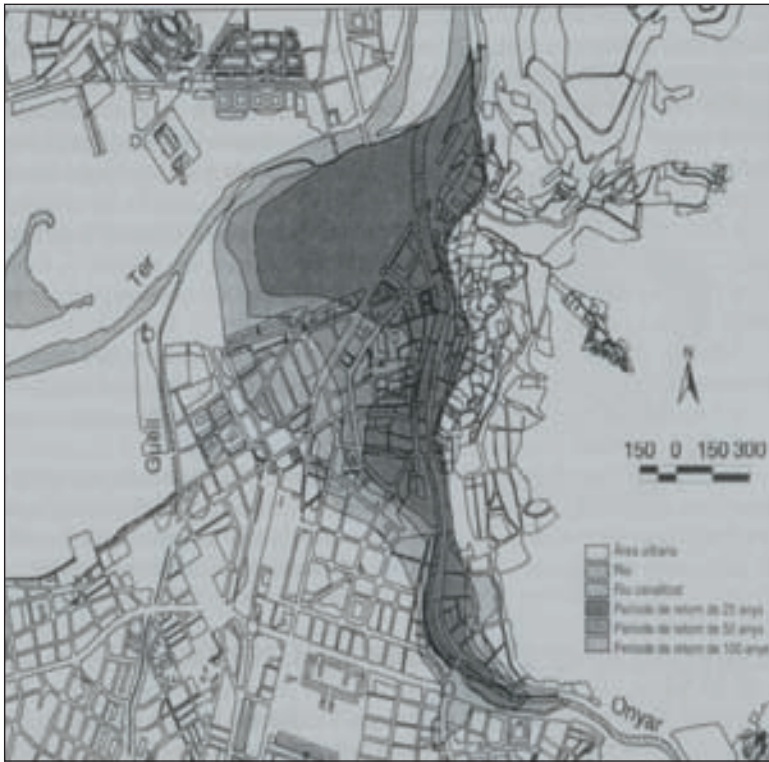 Ter
Güell
N
150 0 150 300
Àrea urbana
Riu
Riu canalitzat
Període de retorn de 25 anys
Període de retorn de 50 anys
Període de retorn de 100 anys
Onyar